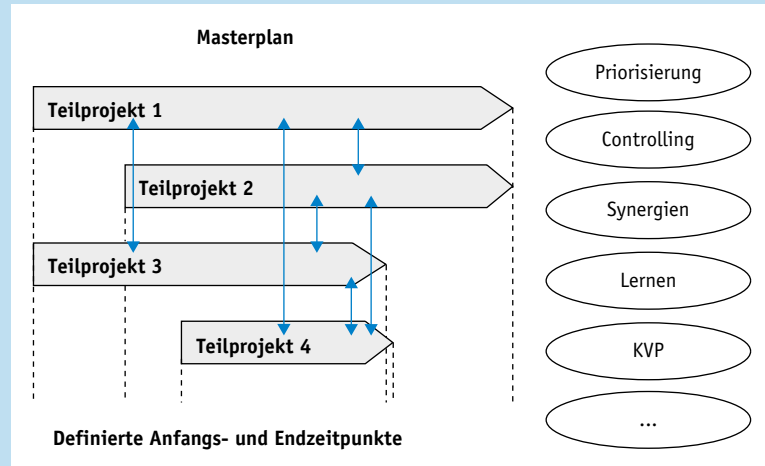 Masterplan
Teilprojekt 1
Teilprojekt 2
Teilprojekt 3
Teilprojekt 4
Definierte Anfangs- und Endzeitpunkte
Priorisierung
Controlling
Synergien
Lernen
KVP
...